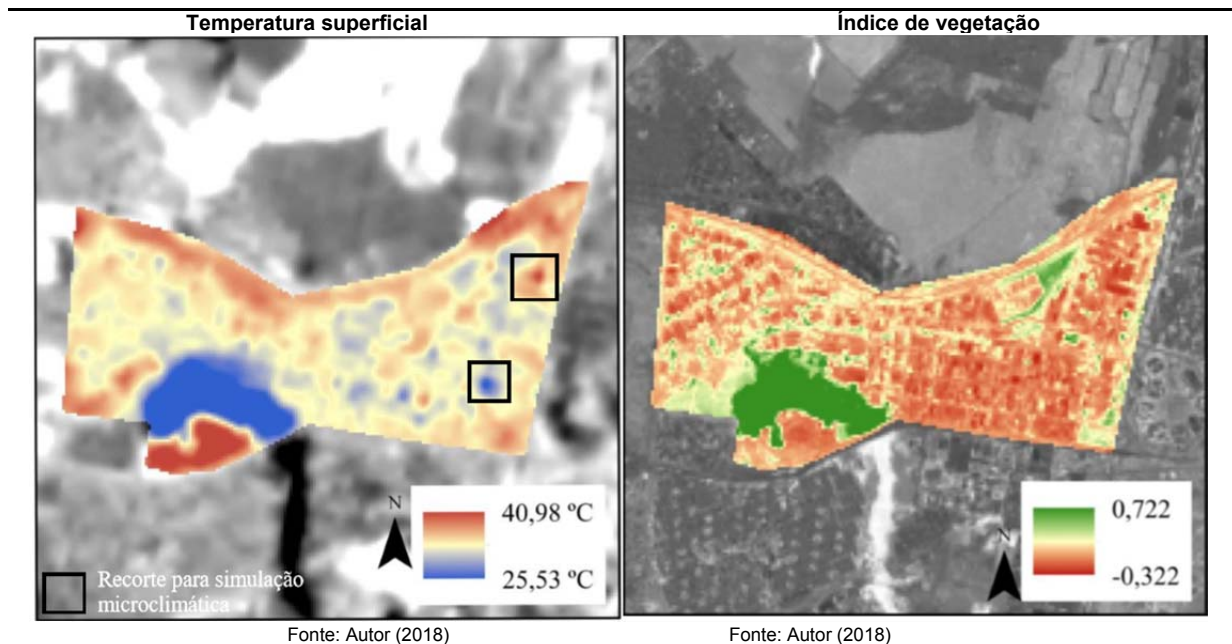 Temperatura superficial
Índice de vegetação
N
40,98 ºC
25,53 ºC
Recorte para simulação
microclimática
N
0,722
-0,322
Fonte: Autor (2018)
Fonte: Autor (2018)